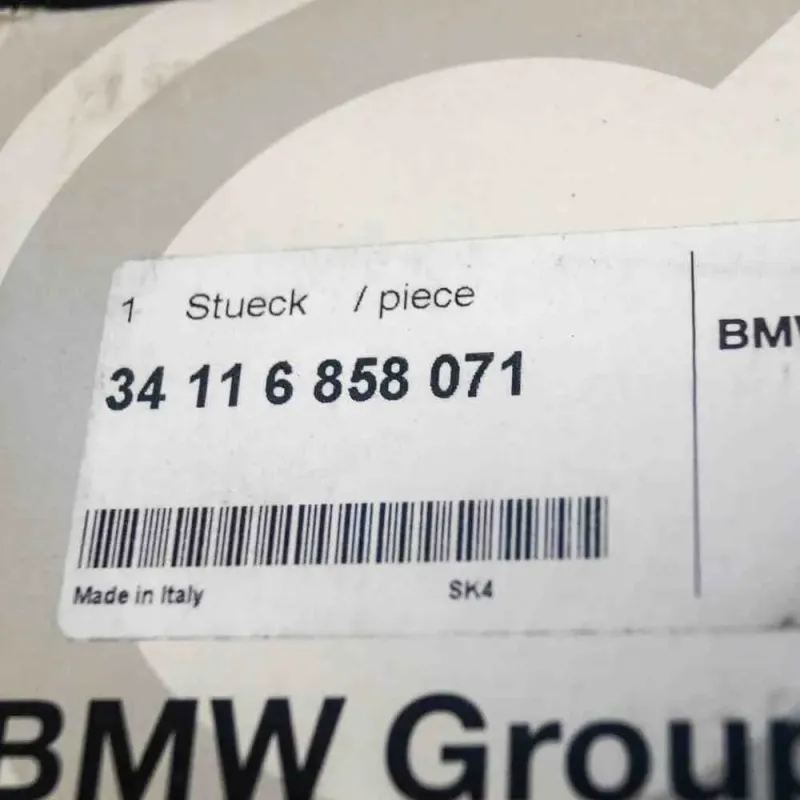 1 Stueck / piece
34 11 6 858 071
BMW
Made in Italy SK4
BMW Group